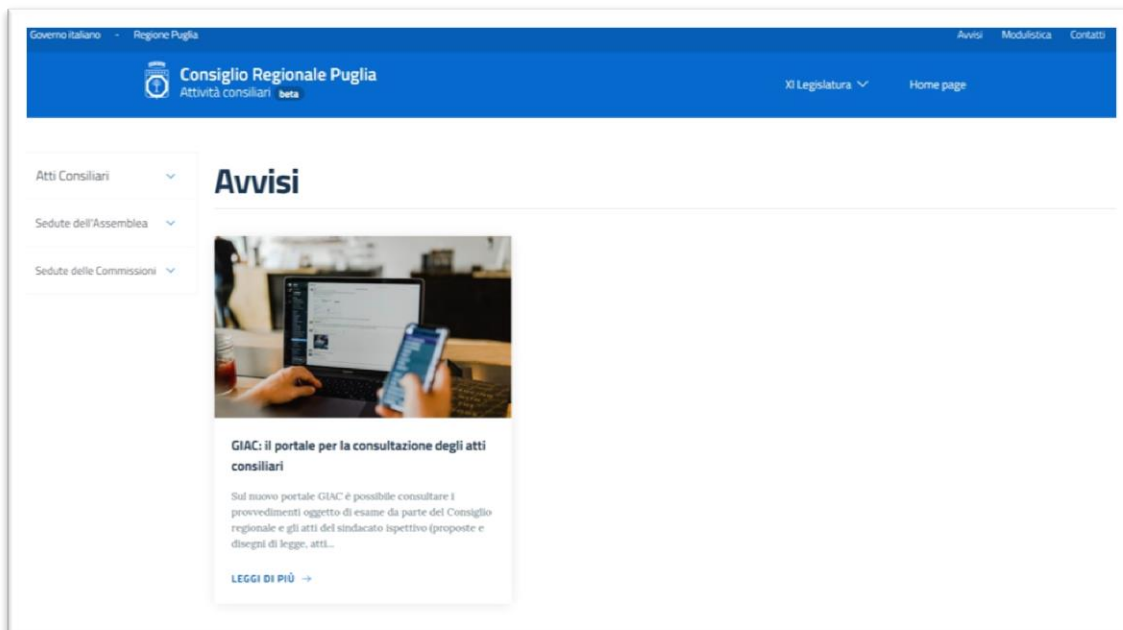 Governo italiano - Regione Puglia
Avvisi Modulistica Contatti
Consiglio Regionale Puglia
Attività consiliari beta
XI Legislatura Home page
Atti Consiliari
Sedute dell'Assemblea
Sedute delle Commissioni
Avvisi
GIAC: il portale per la consultazione degli atti
consiliari
Sul nuovo portale GIAC è possibile consultare i
provvedimenti oggetto di esame da parte del Consiglio
regionale e gli atti del sindacato ispettivo (proposte e
disegni di legge, atti...
LEGGI DI PIÙ →